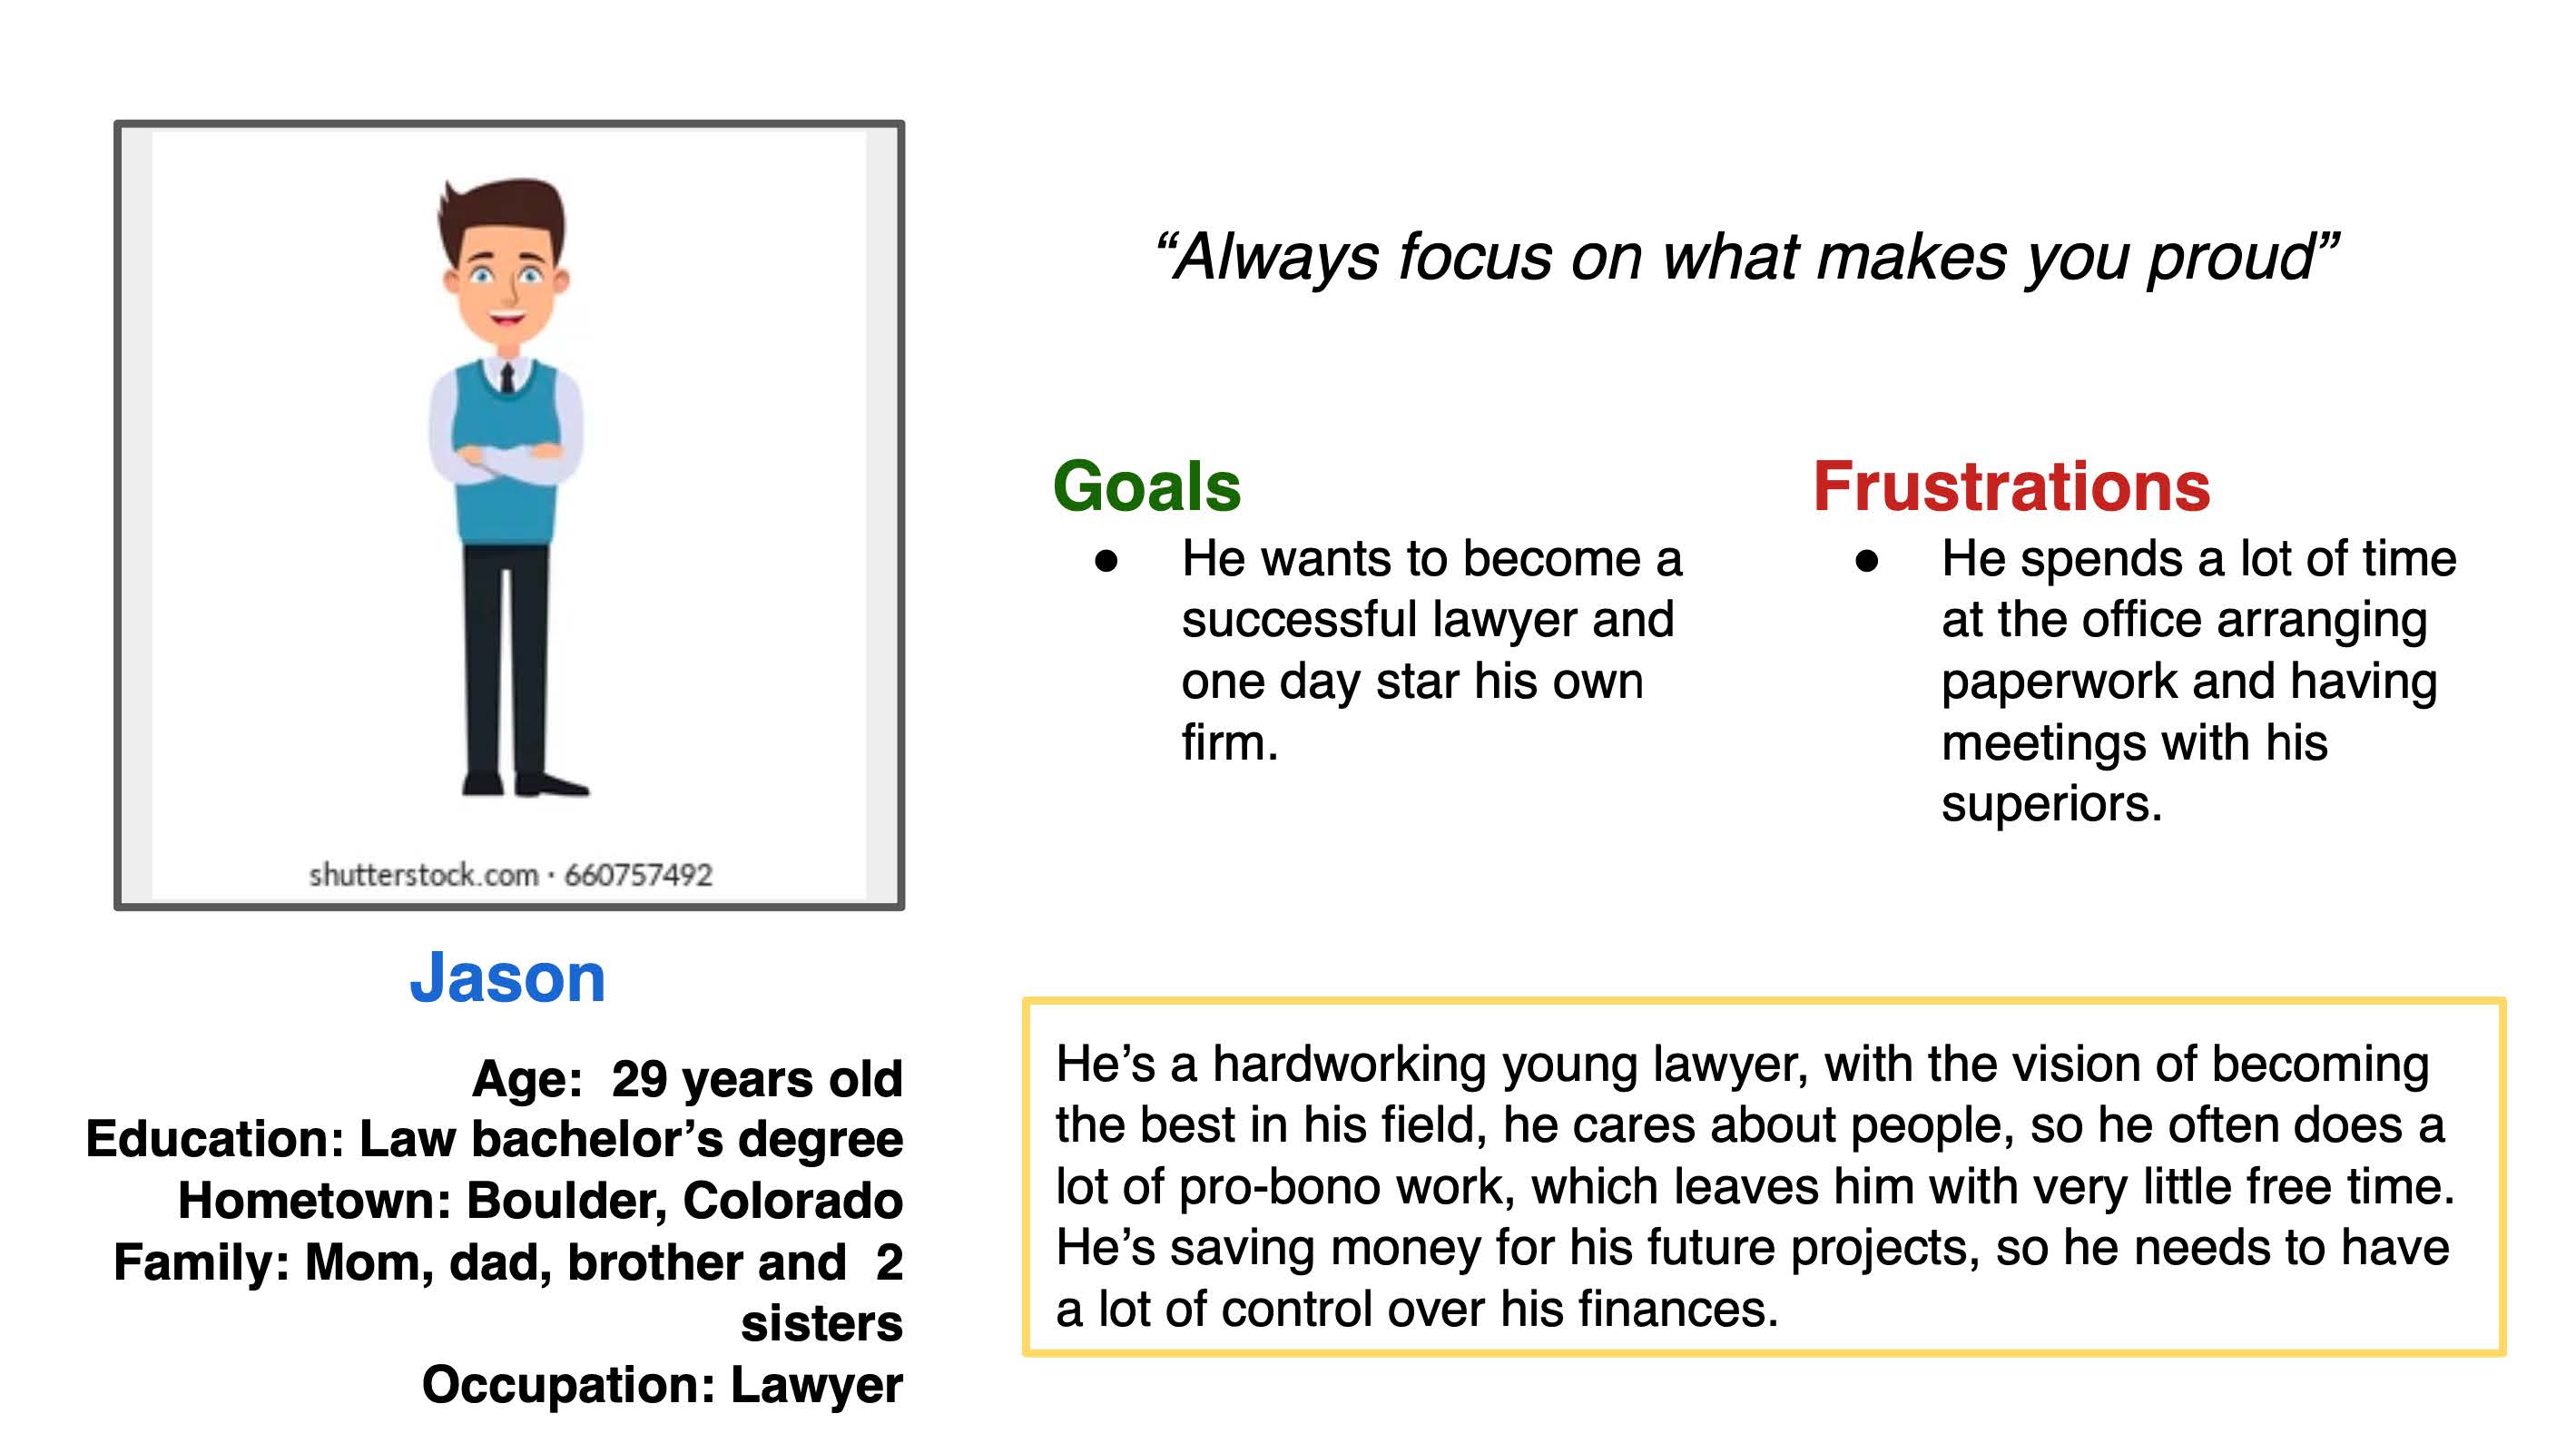 shutterstock.com · 660757492
Jason
Age:  29 years old
Education: Law bachelor’s degree
Hometown: Boulder, Colorado
Family: Mom, dad, brother and  2
sisters
Occupation: Lawyer
“Always focus on what makes you proud”
Goals
● He wants to become a
successful lawyer and
one day star his own
firm.
Frustrations
● He spends a lot of time
at the office arranging
paperwork and having
meetings with his
superiors.
He’s a hardworking young lawyer, with the vision of becoming
the best in his field, he cares about people, so he often does a
lot of pro-bono work, which leaves him with very little free time.
He’s saving money for his future projects, so he needs to have
a lot of control over his finances.